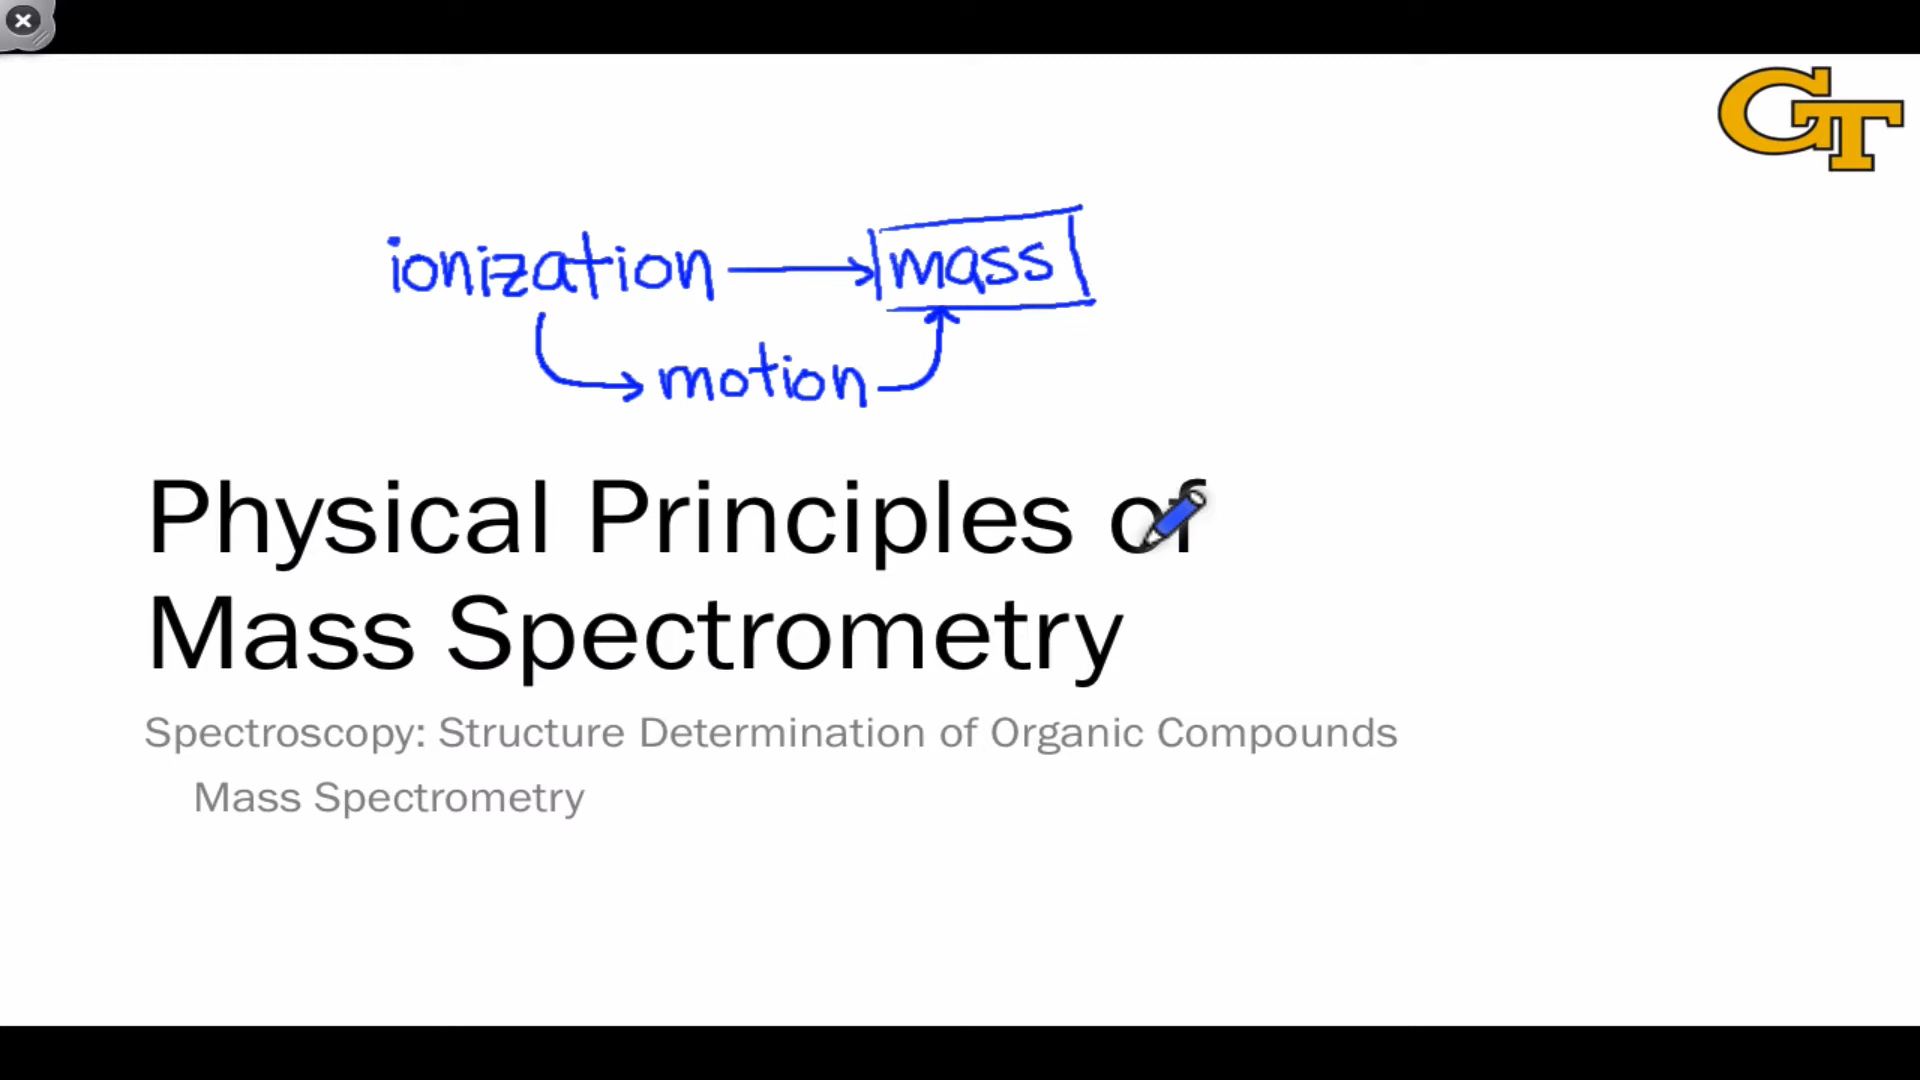 GT
ionization → mass
motion
Physical Principles of
Mass Spectrometry
Spectroscopy: Structure Determination of Organic Compounds
Mass Spectrometry